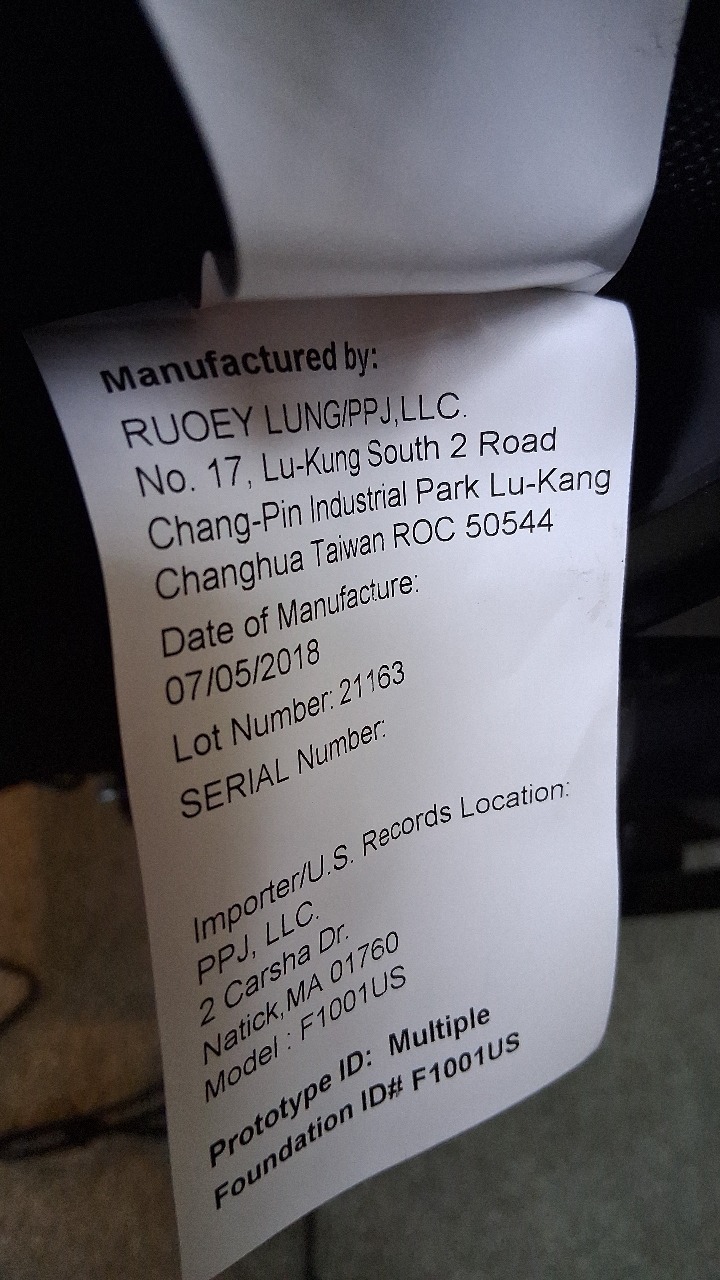 Manufactured by:
RUOEY LUNG/PPJ,LLC.
No. 17, Lu-Kung South 2 Road
Chang-Pin Industrial Park Lu-Kang
Changhua Taiwan ROC 50544
Date of Manufacture:
07/05/2018
Lot Number: 21163
SERIAL Number:
Importer/U.S. Records Location:
PPJ, LLC.
2 Carsha Dr.
Natick,MA 01760
Model : F1001US
Prototype ID: Multiple
Foundation ID# F1001US